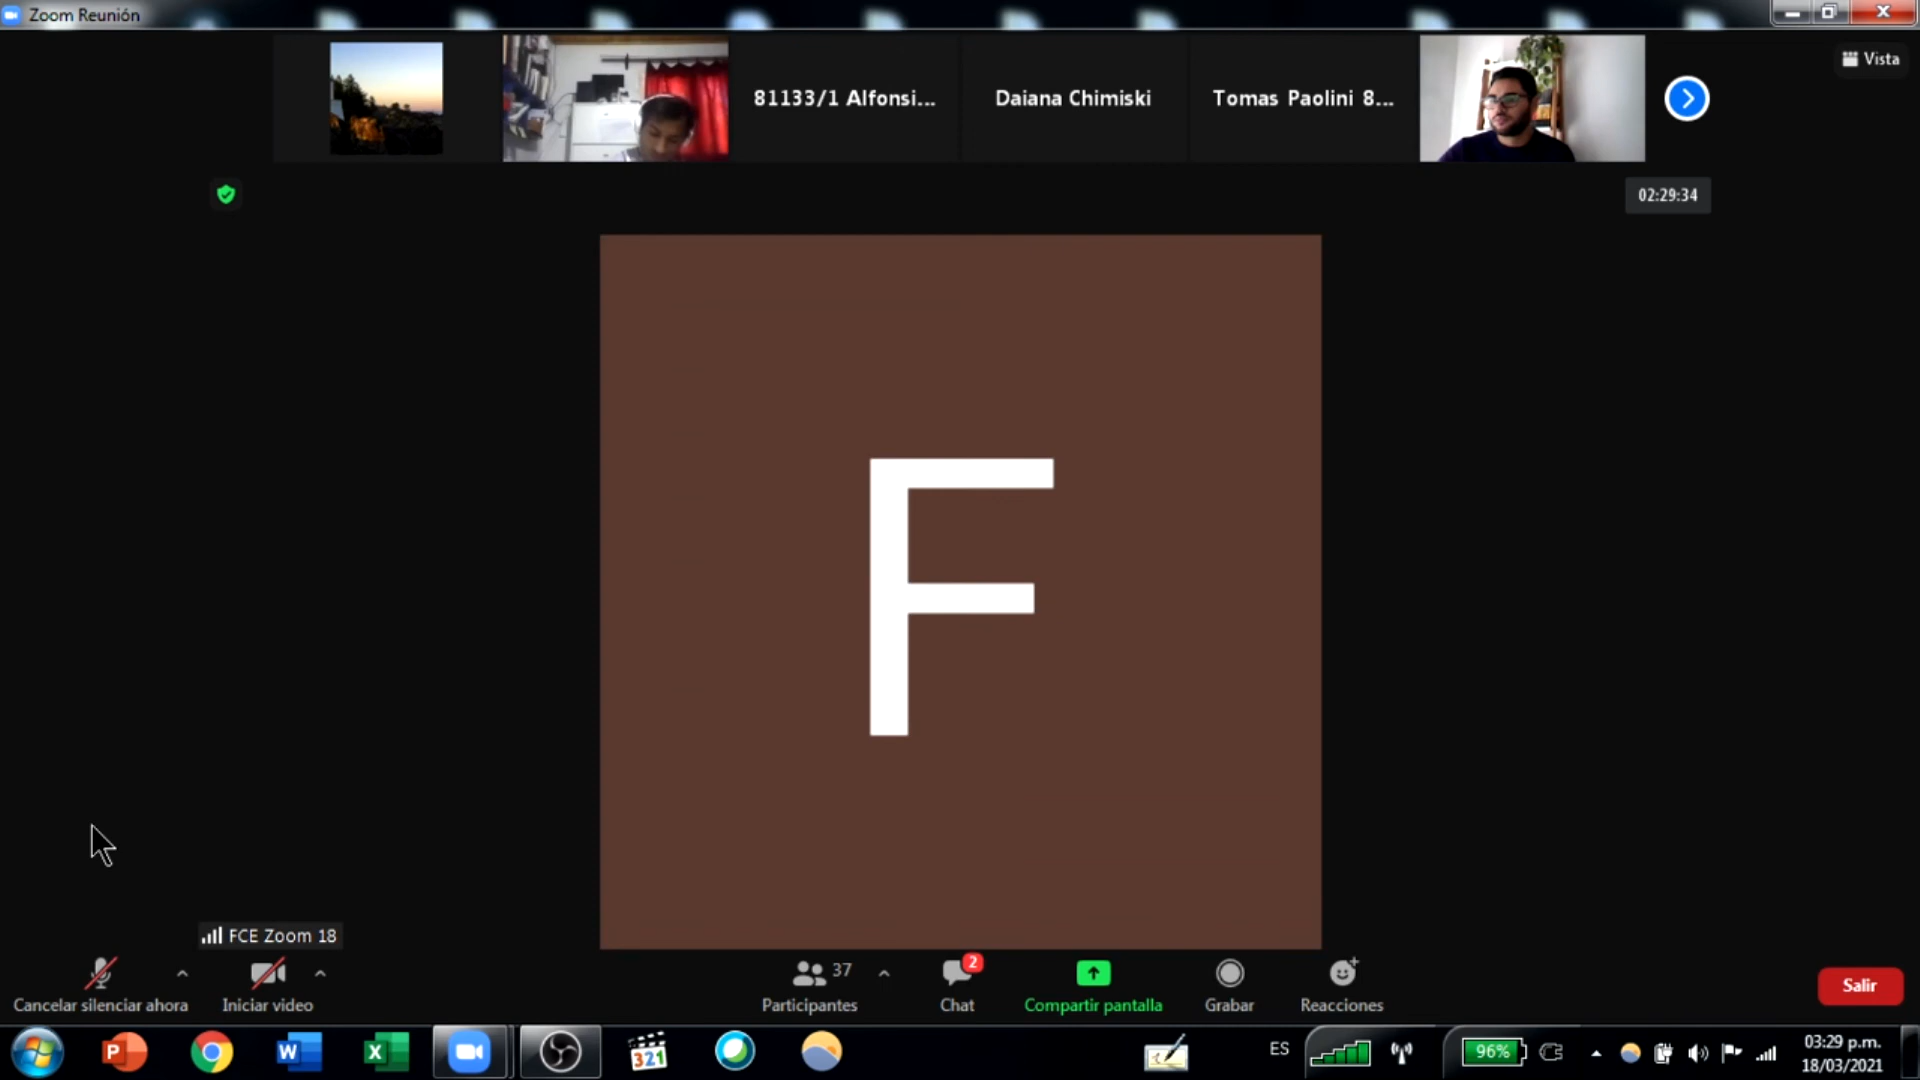 Zoom Reunión
81133/1 Alfonsi...
Daiana Chimiski
Tomas Paolini 8...
Vista
02:29:34
F
FCE Zoom 18
Cancelar silenciar ahora
Iniciar video
37
Participantes
2
Chat
Compartir pantalla
Grabar
Reacciones
Salir
P
W
X
321
ES
96%
03:29 p.m.
18/03/2021